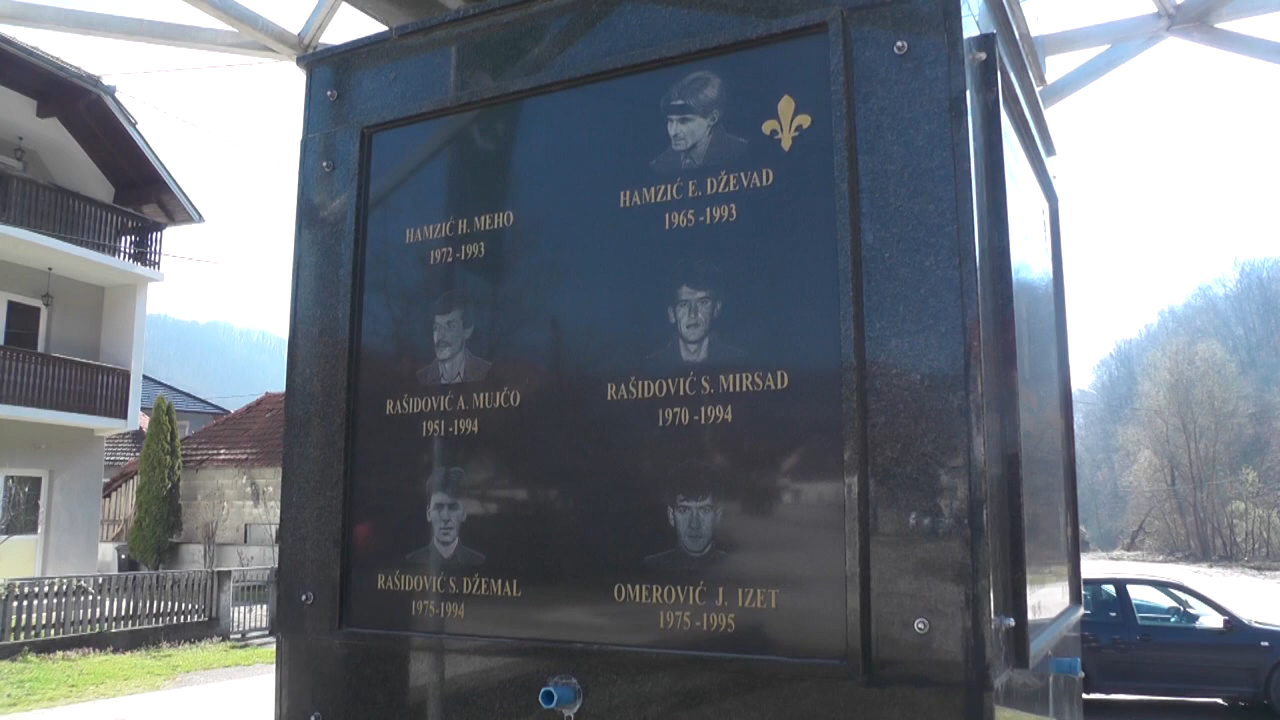 HAMZIĆ H. MEHO
1972 -1993
HAMZIĆ E. DŽEVAD
1965 -1993
RAŠIDOVIĆ A. MUJČO
1951 -1994
RAŠIDOVIĆ S. MIRSAD
1970 -1994
RAŠIDOVIĆ S. DŽEMAL
1975-1994
OMEROVIĆ J. IZET
1975 -1995